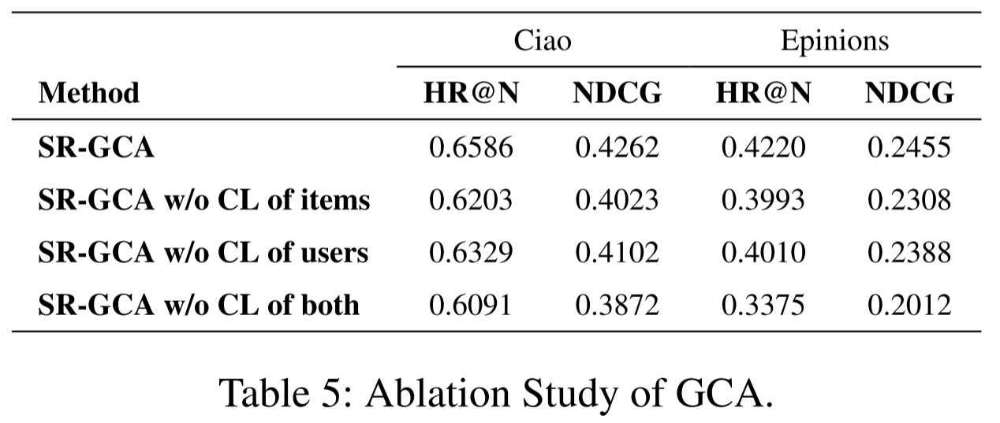 Ciao Epinions
Method HR@N NDCG HR@N NDCG
SR-GCA 0.6586 0.4262 0.4220 0.2455
SR-GCA w/o CL of items 0.6203 0.4023 0.3993 0.2308
SR-GCA w/o CL of users 0.6329 0.4102 0.4010 0.2388
SR-GCA w/o CL of both 0.6091 0.3872 0.3375 0.2012
Table 5: Ablation Study of GCA.